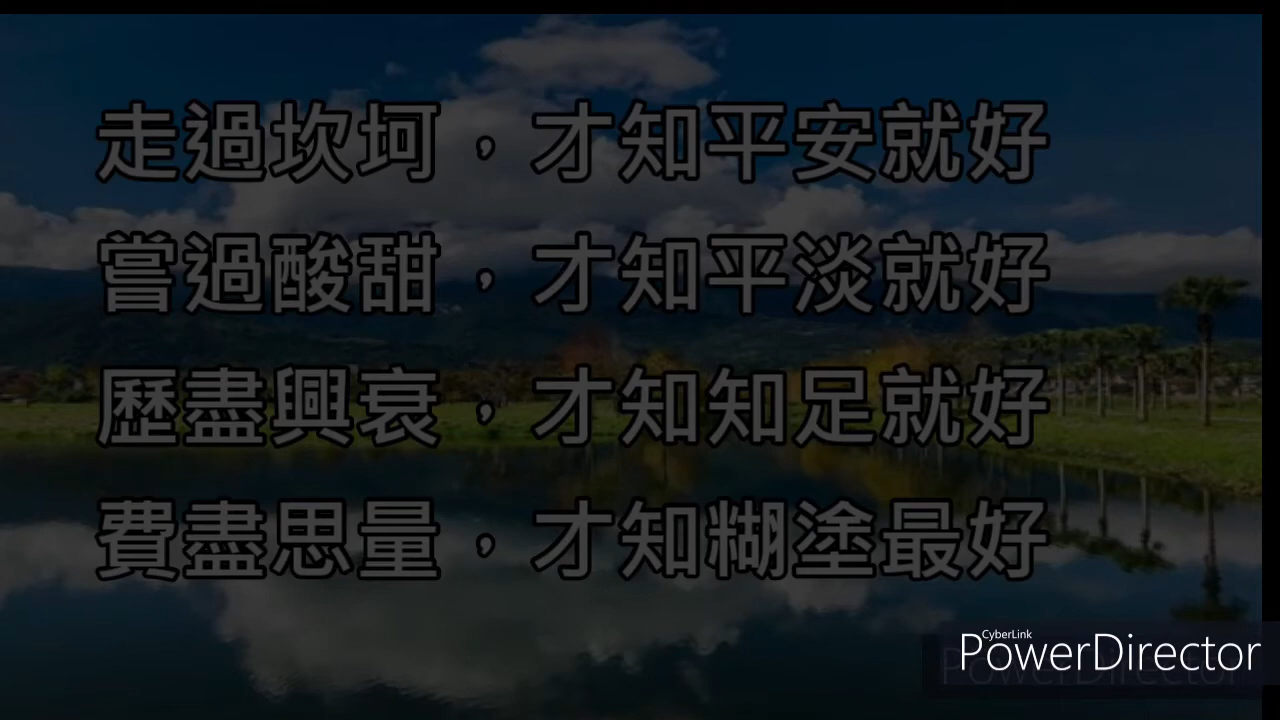 走過坎坷，才知平安就好
嘗過酸甜，才知平淡就好
歷盡興衰，才知知足就好
費盡思量，才知糊塗最好
CyberLink
PowerDirector